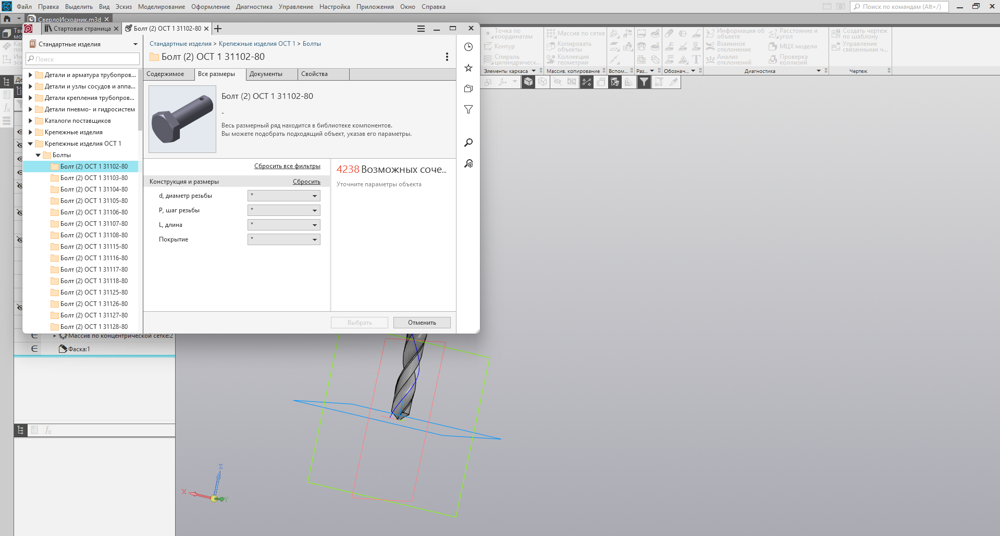 Файл Правка Выделить Вид Эскиз Моделирование Оформление Диагностика Управление Настройка Приложения Окно Справка
Поиск по командам (Alt+/)
СверлоИсходник.m3d
Стартовая страница
Болт (2) ОСТ 1 31102-80
Стандартные изделия
Поиск
Детали и арматура трубопров...
Детали и узлы сосудов и аппа...
Детали крепления трубопров...
Детали пневмо- и гидросистем
Каталоги поставщиков
Крепежные изделия
Крепежные изделия ОСТ 1
Болты
Болт (2) ОСТ 1 31102-80
Болт (2) ОСТ 1 31103-80
Болт (2) ОСТ 1 31104-80
Болт (2) ОСТ 1 31105-80
Болт (2) ОСТ 1 31106-80
Болт (2) ОСТ 1 31107-80
Болт (2) ОСТ 1 31108-80
Болт (2) ОСТ 1 31115-80
Болт (2) ОСТ 1 31116-80
Болт (2) ОСТ 1 31117-80
Болт (2) ОСТ 1 31118-80
Болт (2) ОСТ 1 31125-80
Болт (2) ОСТ 1 31126-80
Болт (2) ОСТ 1 31127-80
Болт (2) ОСТ 1 31128-80
Стандартные изделия > Крепежные изделия ОСТ 1 > Болты
Болт (2) ОСТ 1 31102-80
Содержимое
Все размеры
Документы
Свойства
Болт (2) ОСТ 1 31102-80
-
Весь размерный ряд находится в библиотеке компонентов.
Вы можете подобрать подходящий объект, указав его параметры.
Сбросить все фильтры
Конструкция и размеры Сбросить
d, диаметр резьбы *
P, шаг резьбы *
L, длина *
Покрытие *
4238 Возможных соче...
Уточните параметры объекта
Выбрать
Отменить
Точка по координатам
Контур
Спираль цилиндрическ...
Элементы каркаса
Массив по сетке
Копировать объекты
Коллекция геометрии
Массив, копирование
Вспом...
Раз...
Обознач...
Информация об объекте
Взаимное отклонение
Анализ отклонений
Расстояние и угол
МЦХ модели
Проверка коллизий
Диагностика
Создать чертеж по шаблону
Управление связанными ч...
Чертеж
Массив по концентрической сетке:2
Фаска:1
Z
X
Y